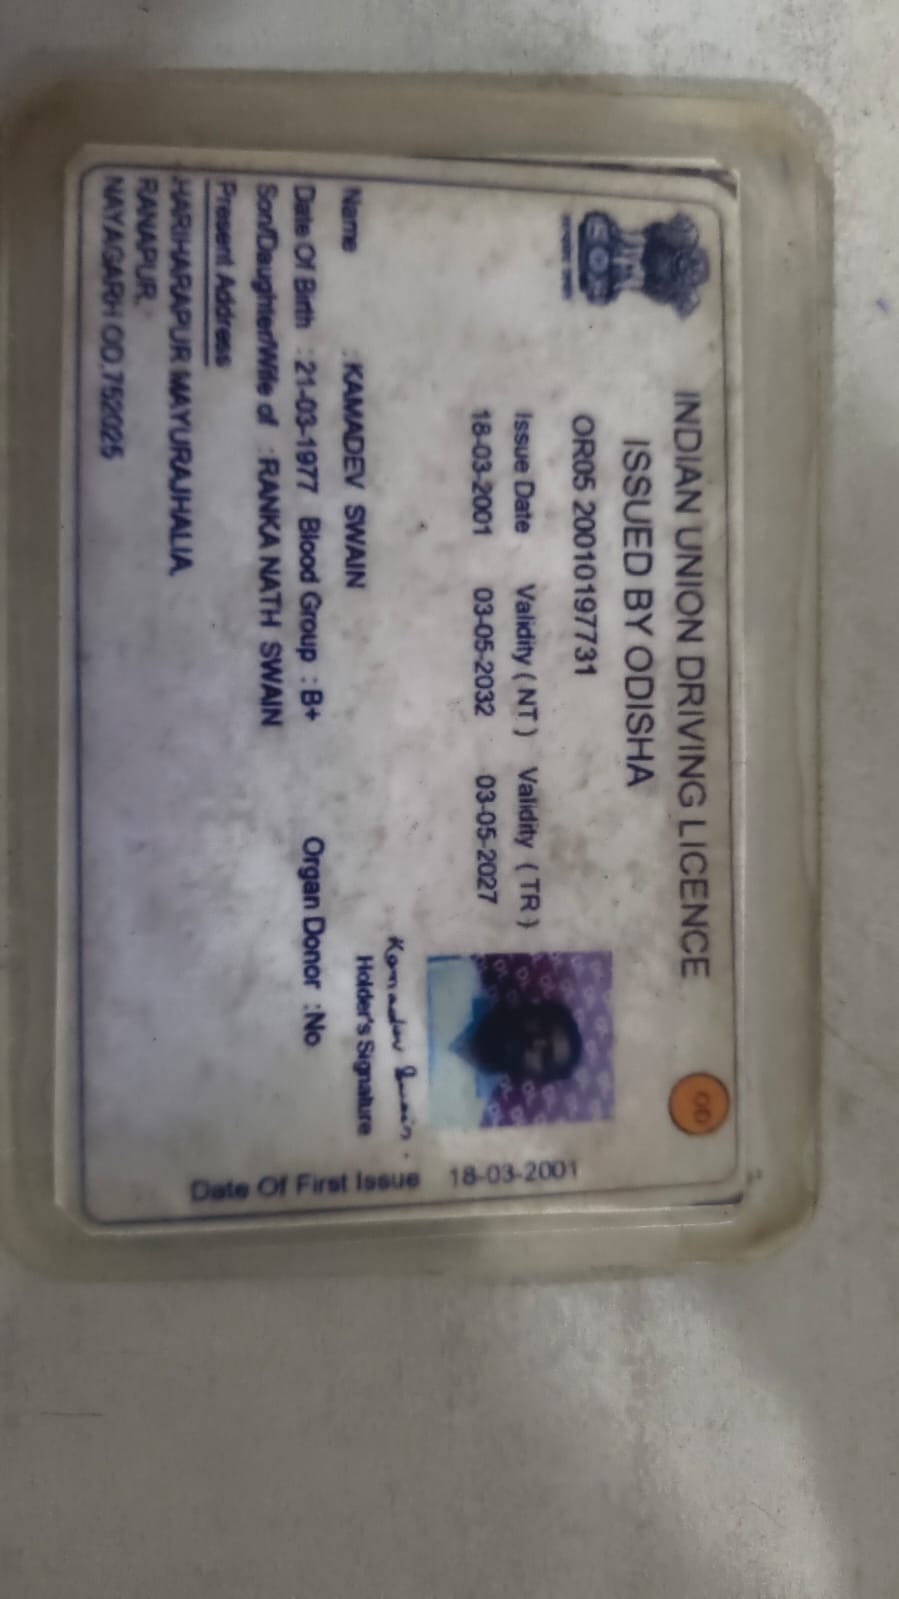 INDIAN UNION DRIVING LICENCE
ISSUED BY ODISHA
OD
OR05 20010197731
Issue Date Validity ( NT ) Validity ( TR )
18-03-2001 03-05-2032 03-05-2027
Kamadev Swain.
Holder's Signature
Name : KAMADEV SWAIN
Date Of Birth : 21-03-1977 Blood Group : B+ Organ Donor :No
Son/Daughter/Wife of : RANKA NATH SWAIN
Present Address
HARIHARAPUR MAYURAJHALIA,
RANAPUR,
NAYAGARH OD,752025
Date Of First Issue 18-03-2001